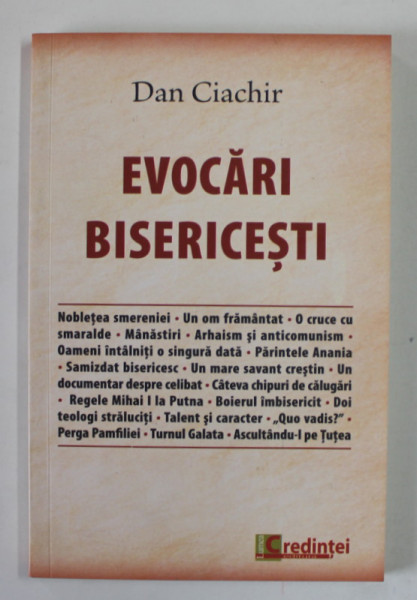 Dan Ciachir
EVOCĂRI
BISERICEȘTI
Noblețea smereniei • Un om frământat • O cruce cu
smaralde • Mănăstiri • Arhaism și anticomunism •
Oameni întâlniți o singură dată • Părintele Anania
• Samizdat bisericesc • Un mare savant creștin • Un
documentar despre celibat • Câteva chipuri de călugări
• Regele Mihai I la Putna • Boierul îmbisericit • Doi
teologi străluciți • Talent și caracter • „Quo vadis?” •
Perga Pamfiliei • Turnul Galata • Ascultându-l pe Țuțea
Credinței